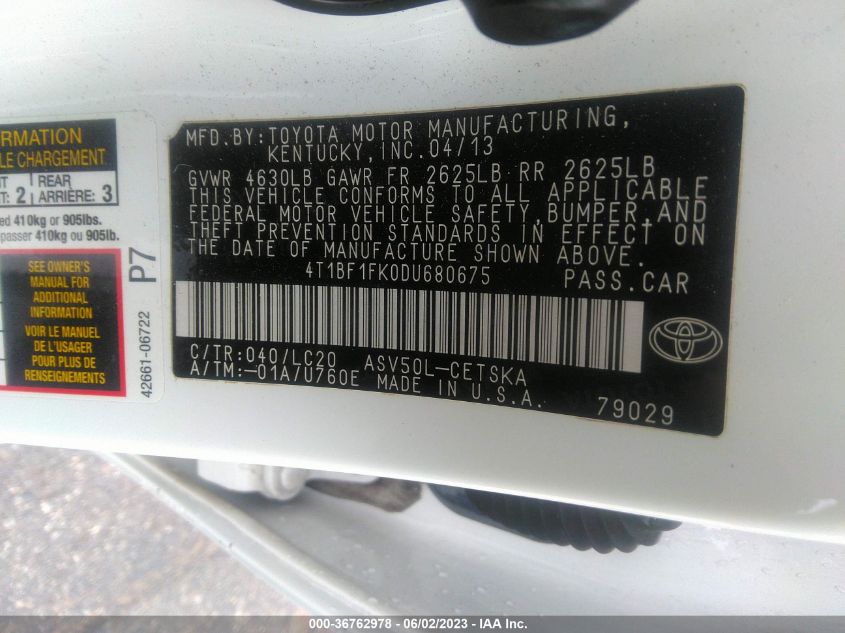 RMATION
LE CHARGEMENT
2
REAR
ARRIÈRE: 3
410kg or 905lbs.
passer 410kg ou 905lb.
SEE OWNER'S
MANUAL FOR
ADDITIONAL
INFORMATION
VOIR LE MANUEL
DE L'USAGER
POUR PLUS DE
RENSEIGNEMENTS
42661-06722
P7
MFD.BY:TOYOTA MOTOR MANUFACTURING,
KENTUCKY,INC.04/13
GVWR 4630LB GAWR FR 2625LB RR 2625LB
THIS VEHICLE CONFORMS TO ALL APPLICABLE
FEDERAL MOTOR VEHICLE SAFETY,BUMPER,AND
THEFT PREVENTION STANDARDS IN EFFECT ON
THE DATE OF MANUFACTURE SHOWN ABOVE.
4T1BF1FK0DU680675 PASS.CAR
C/TR:040/LC20 ASV50L-CETSKA
A/TM:-01A7U760E MADE IN U.S.A. 79029
000-36762978 - 06/02/2023 - IAA Inc.